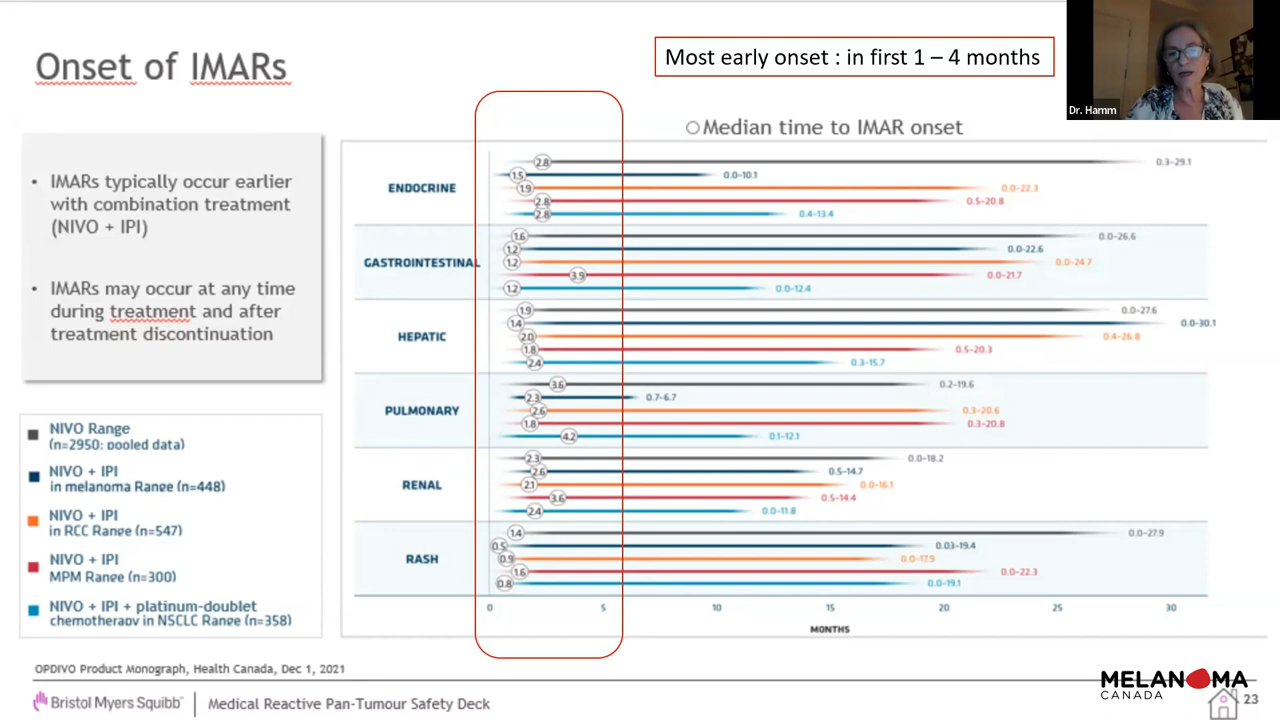 Onset of IMARs
Most early onset : in first 1 – 4 months
Dr. Hamm
Median time to IMAR onset
• IMARs typically occur earlier
with combination treatment
(NIVO + IPI)
• IMARs may occur at any time
during treatment and after
treatment discontinuation
NIVO Range
(n=2950: pooled data)
NIVO + IPI
in melanoma Range (n=448)
NIVO + IPI
in RCC Range (n=547)
NIVO + IPI
MPM Range (n=300)
NIVO + IPI + platinum-doublet
chemotherapy in NSCLC Range (n=358)
ENDOCRINE
2.8 0.3–29.1
1.5 0.0–10.1
1.9 0.0–22.3
2.8 0.5–20.8
2.8 0.4–13.4
GASTROINTESTINAL
1.6 0.0–26.6
1.2 0.0–22.6
1.2 0.0–24.7
3.9 0.0–21.7
1.2 0.0–12.4
HEPATIC
1.9 0.0–27.6
1.4 0.0–30.1
2.0 0.4–26.8
1.8 0.5–20.3
2.4 0.3–15.7
PULMONARY
3.6 0.2–19.6
2.3 0.7–6.7
2.6 0.3–20.6
1.8 0.3–20.8
4.2 0.1–12.1
RENAL
2.3 0.0–18.2
2.6 0.5–14.7
2.1 0.0–16.1
3.6 0.5–14.4
2.4 0.0–11.8
RASH
1.4 0.0–27.9
0.5 0.03–19.4
0.9 0.0–17.9
1.6 0.0–22.3
0.8 0.0–19.1
0 5 10 15 20 25 30
MONTHS
OPDIVO Product Monograph, Health Canada, Dec 1, 2021
Bristol Myers Squibb™ | Medical Reactive Pan-Tumour Safety Deck
MELANOMA
CANADA
23